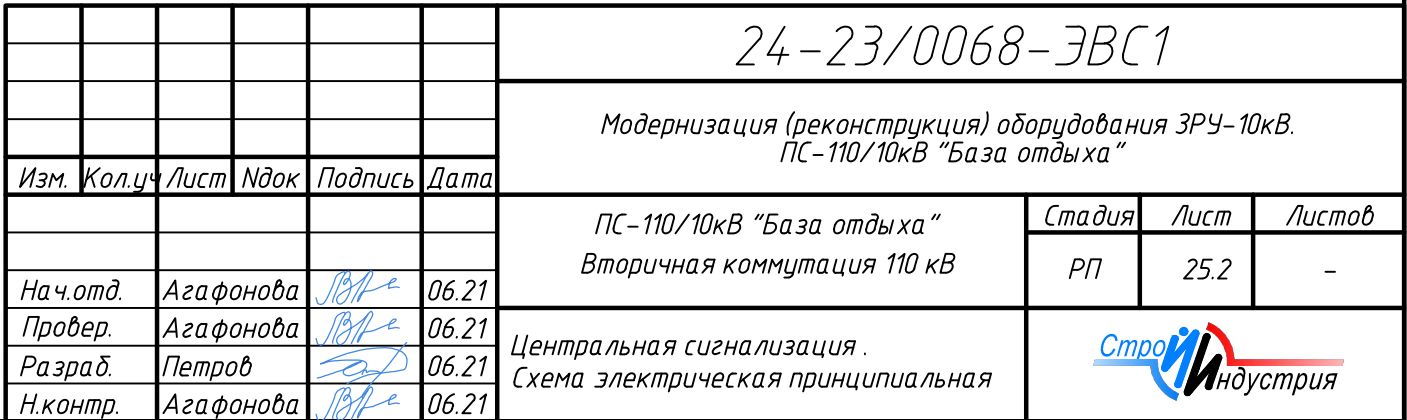 24-23/0068-ЭВС1
Модернизация (реконструкция) оборудования ЗРУ-10кВ.
ПС-110/10кВ "База отдыха"
Изм. Кол.уч Лист Nдок Подпись Дата
ПС-110/10кВ "База отдыха"
Вторичная коммутация 110 кВ
Стадия Лист Листов
РП 25.2 -
Нач.отд. Агафонова 06.21
Провер. Агафонова 06.21
Разраб. Петров 06.21
Н.контр. Агафонова 06.21
Центральная сигнализация .
Схема электрическая принципиальная
СтройИндустрия